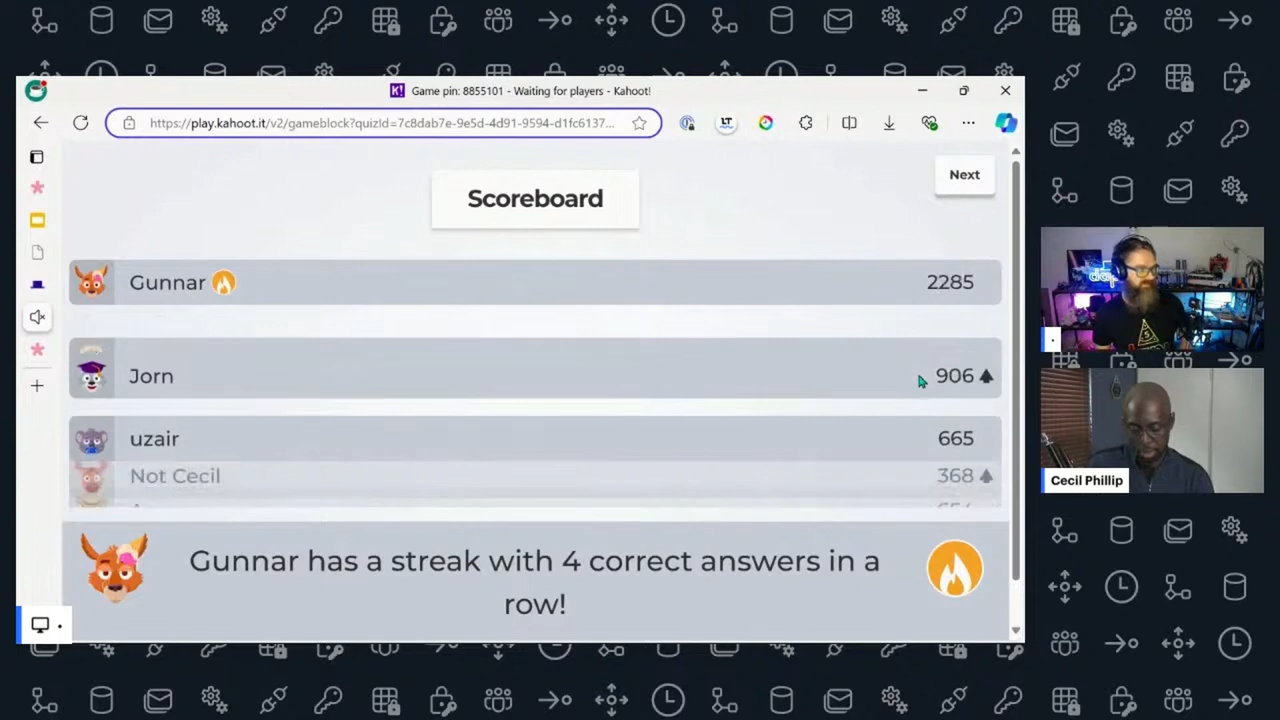 K! Game pin: 8855101 - Waiting for players - Kahoot!
https://play.kahoot.it/v2/gameblock?quizId=7c8dab7e-9e5d-4d91-9594-d1fc6137...
LT
Next
Scoreboard
Gunnar 2285
Jorn 906
uzair 665
Not Cecil 368
Gunnar has a streak with 4 correct answers in a
row!
Cecil Phillip